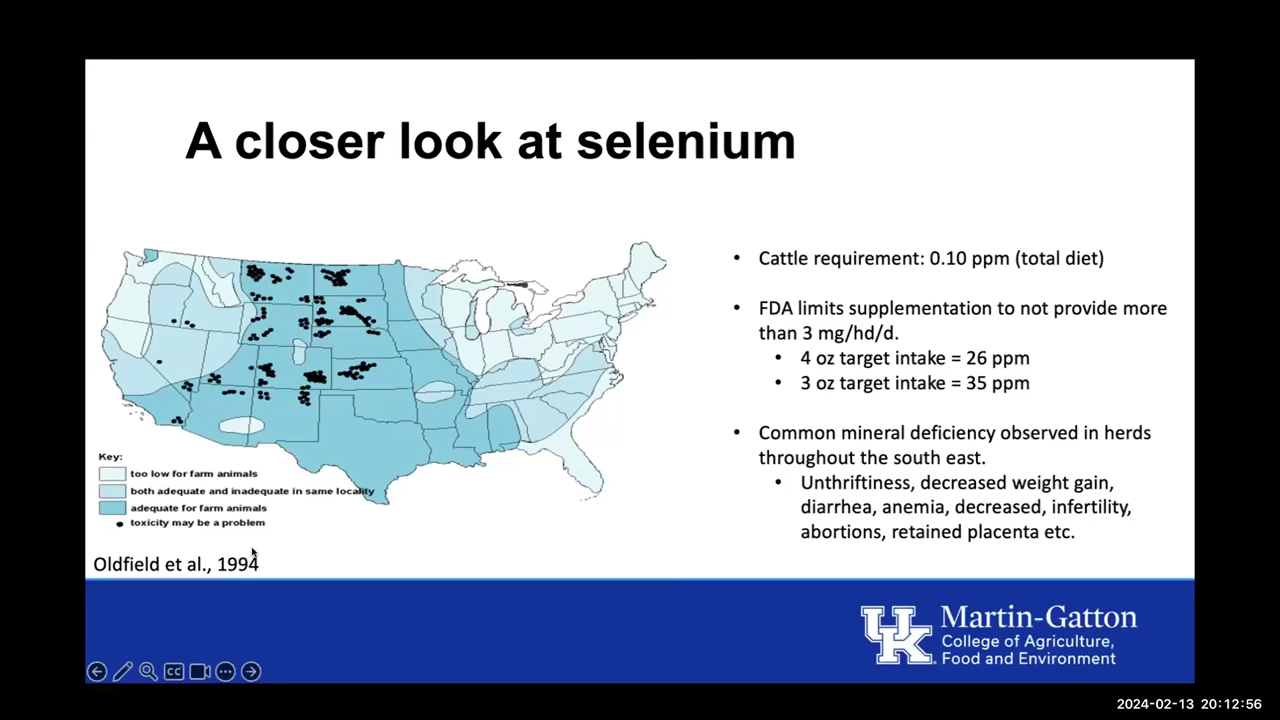 A closer look at selenium
Key:
too low for farm animals
both adequate and inadequate in same locality
adequate for farm animals
toxicity may be a problem
Oldfield et al., 1994
• Cattle requirement: 0.10 ppm (total diet)
• FDA limits supplementation to not provide more
than 3 mg/hd/d.
• 4 oz target intake = 26 ppm
• 3 oz target intake = 35 ppm
• Common mineral deficiency observed in herds
throughout the south east.
• Unthriftiness, decreased weight gain,
diarrhea, anemia, decreased, infertility,
abortions, retained placenta etc.
UK
Martin-Gatton
College of Agriculture,
Food and Environment
CC
2024-02-13 20:12:56